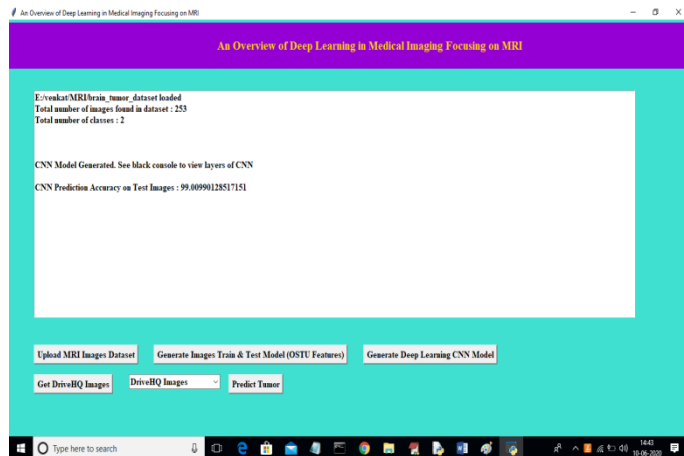 An Overview of Deep Learning in Medical Imaging Focusing on MRI
An Overview of Deep Learning in Medical Imaging Focusing on MRI
E:/venkat/MRI/brain_tumor_dataset loaded
Total number of images found in dataset : 253
Total number of classes : 2
CNN Model Generated. See black console to view layers of CNN
CNN Prediction Accuracy on Test Images : 99.00990128517151
Upload MRI Images Dataset
Generate Images Train & Test Model (OSTU Features)
Generate Deep Learning CNN Model
Get DriveHQ Images
DriveHQ Images
Predict Tumor
Type here to search
14:43
10-06-2020